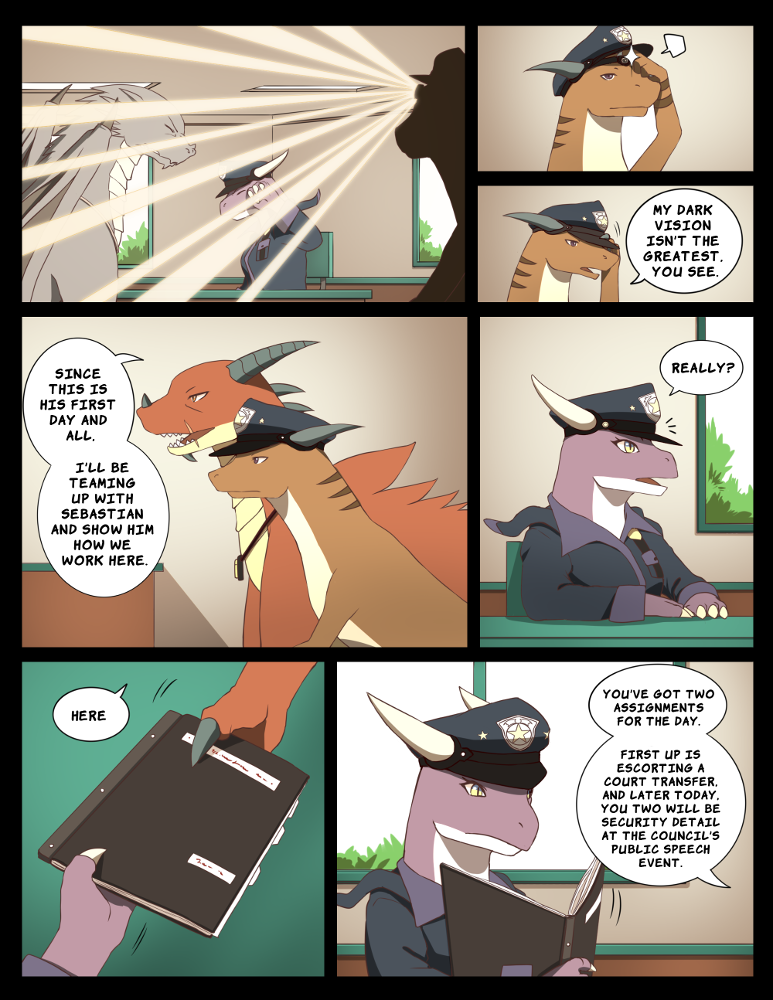 MY DARK
VISION
ISN'T THE
GREATEST,
YOU SEE.
SINCE
THIS IS
HIS FIRST
DAY AND
ALL.
I'LL BE
TEAMING
UP WITH
SEBASTIAN
AND SHOW HIM
HOW WE
WORK HERE.
REALLY?
HERE
YOU'VE GOT TWO
ASSIGNMENTS
FOR THE DAY.
FIRST UP IS
ESCORTING A
COURT TRANSFER,
AND LATER TODAY,
YOU TWO WILL BE
SECURITY DETAIL
AT THE COUNCIL'S
PUBLIC SPEECH
EVENT.